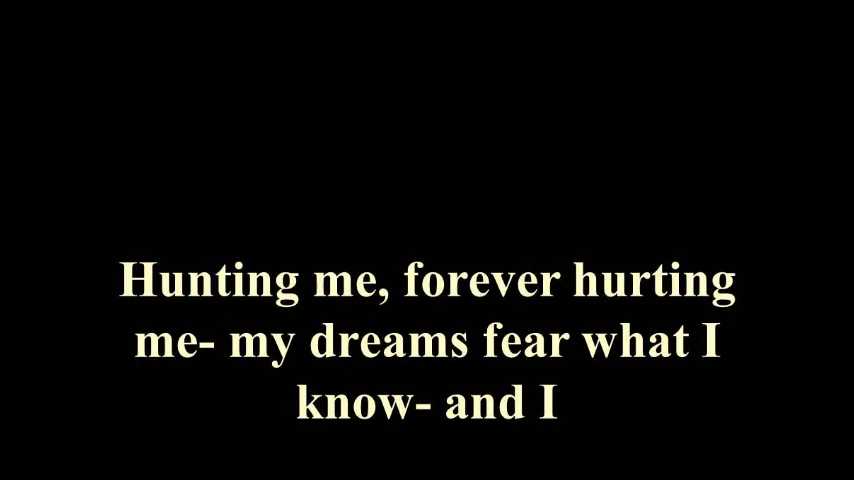 Hunting me, forever hurting
me- my dreams fear what I
know- and I